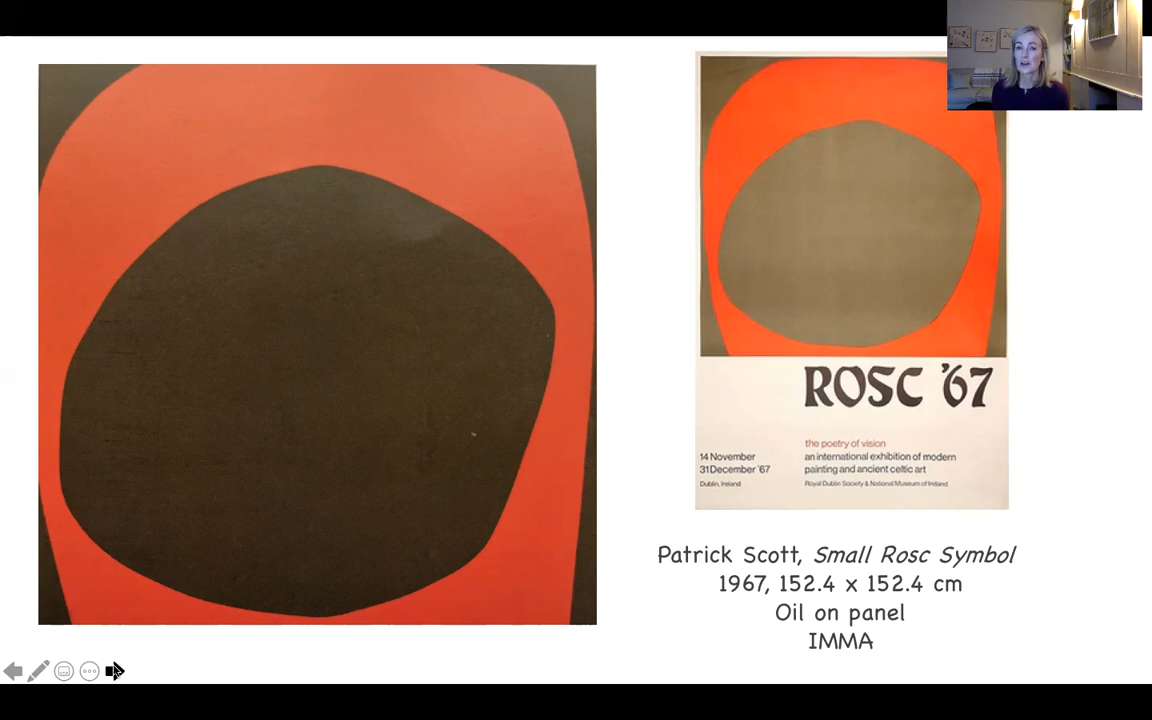 ROSC '67
the poetry of vision
14 November
an international exhibition of modern
31 December '67
painting and ancient celtic art
Dublin, Ireland
Royal Dublin Society & National Museum of Ireland
Patrick Scott, Small Rosc Symbol
1967, 152.4 x 152.4 cm
Oil on panel
IMMA